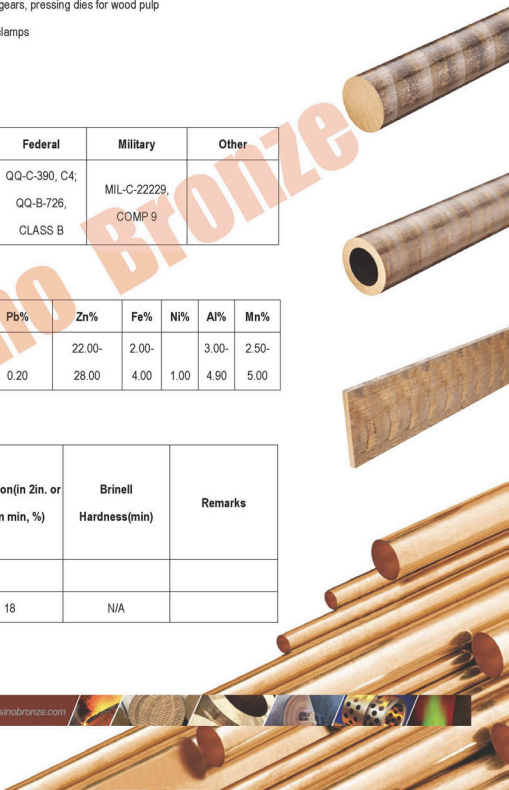 gears, pressing dies for wood pulp
clamps
Federal Military Other
QQ-C-390, C4;
QQ-B-726,
CLASS B
MIL-C-22229,
COMP 9
Bronze
Pb% Zn% Fe% Ni% Al% Mn%
0.20 22.00-28.00 2.00-4.00 1.00 3.00-4.90 2.50-5.00
on(in 2in. or
min, %)
Brinell
Hardness(min)
Remarks
18 N/A
sinobronze.com